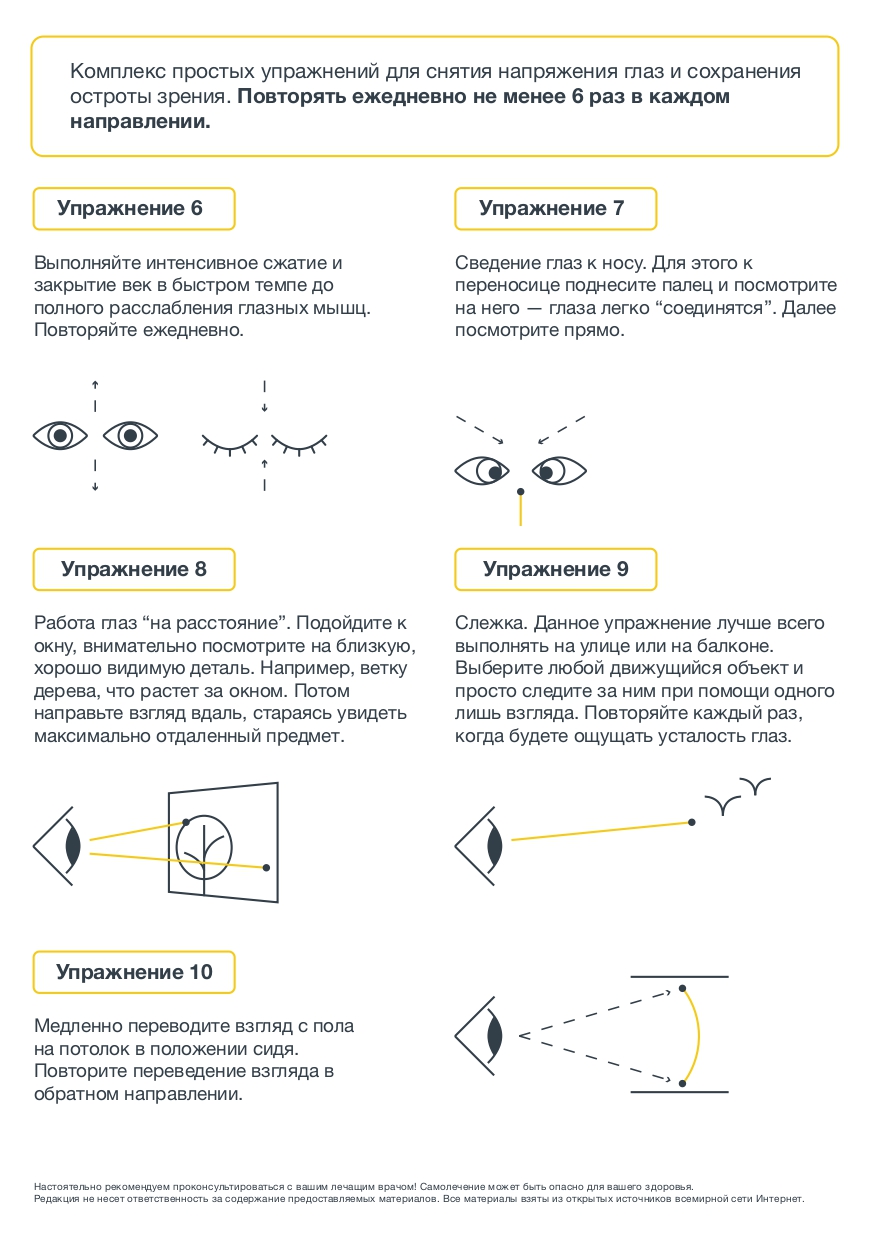 Комплекс простых упражнений для снятия напряжения глаз и сохранения
остроты зрения. Повторять ежедневно не менее 6 раз в каждом
направлении.
Упражнение 6
Выполняйте интенсивное сжатие и
закрытие век в быстром темпе до
полного расслабления глазных мышц.
Повторяйте ежедневно.
Упражнение 7
Сведение глаз к носу. Для этого к
переносице поднесите палец и посмотрите
на него — глаза легко “соединятся”. Далее
посмотрите прямо.
Упражнение 8
Работа глаз “на расстояние”. Подойдите к
окну, внимательно посмотрите на близкую,
хорошо видимую деталь. Например, ветку
дерева, что растет за окном. Потом
направьте взгляд вдаль, стараясь увидеть
максимально отдаленный предмет.
Упражнение 9
Слежка. Данное упражнение лучше всего
выполнять на улице или на балконе.
Выберите любой движущийся объект и
просто следите за ним при помощи одного
лишь взгляда. Повторяйте каждый раз,
когда будете ощущать усталость глаз.
Упражнение 10
Медленно переводите взгляд с пола
на потолок в положении сидя.
Повторите переведение взгляда в
обратном направлении.
Настоятельно рекомендуем проконсультироваться с вашим лечащим врачом! Самолечение может быть опасно для вашего здоровья.
Редакция не несет ответственность за содержание предоставляемых материалов. Все материалы взяты из открытых источников всемирной сети Интернет.